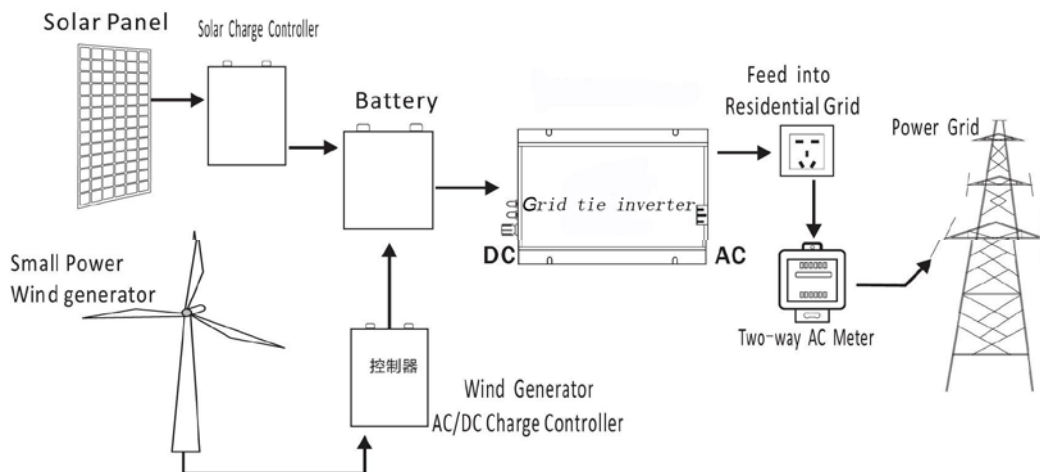 Solar Panel
Solar Charge Controller
Battery
Feed into
Residential Grid
Power Grid
Grid tie inverter
DC
AC
Small Power
Wind generator
控制器
Wind Generator
AC/DC Charge Controller
Two-way AC Meter